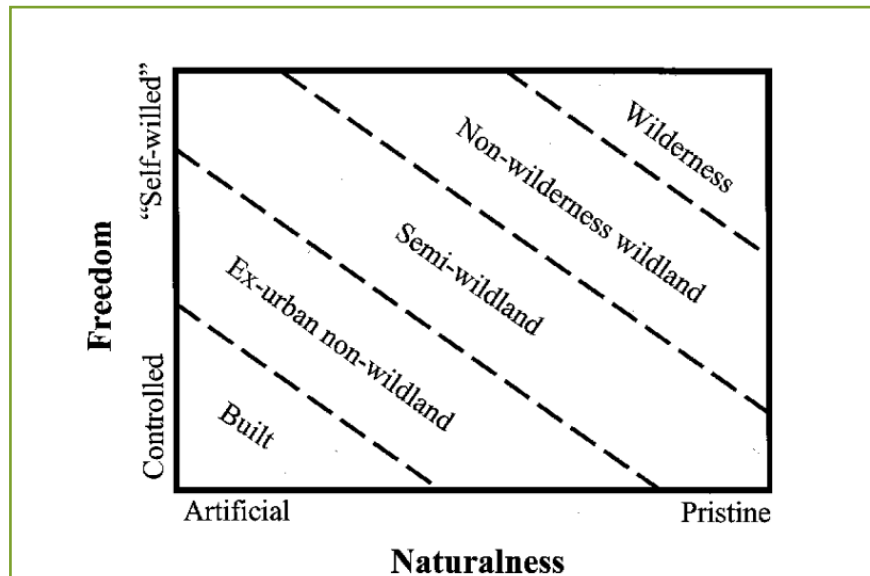 Freedom
“Self-willed”
Controlled
Wilderness
Non-wilderness wildland
Semi-wildland
Ex-urban non-wildland
Built
Artificial
Pristine
Naturalness